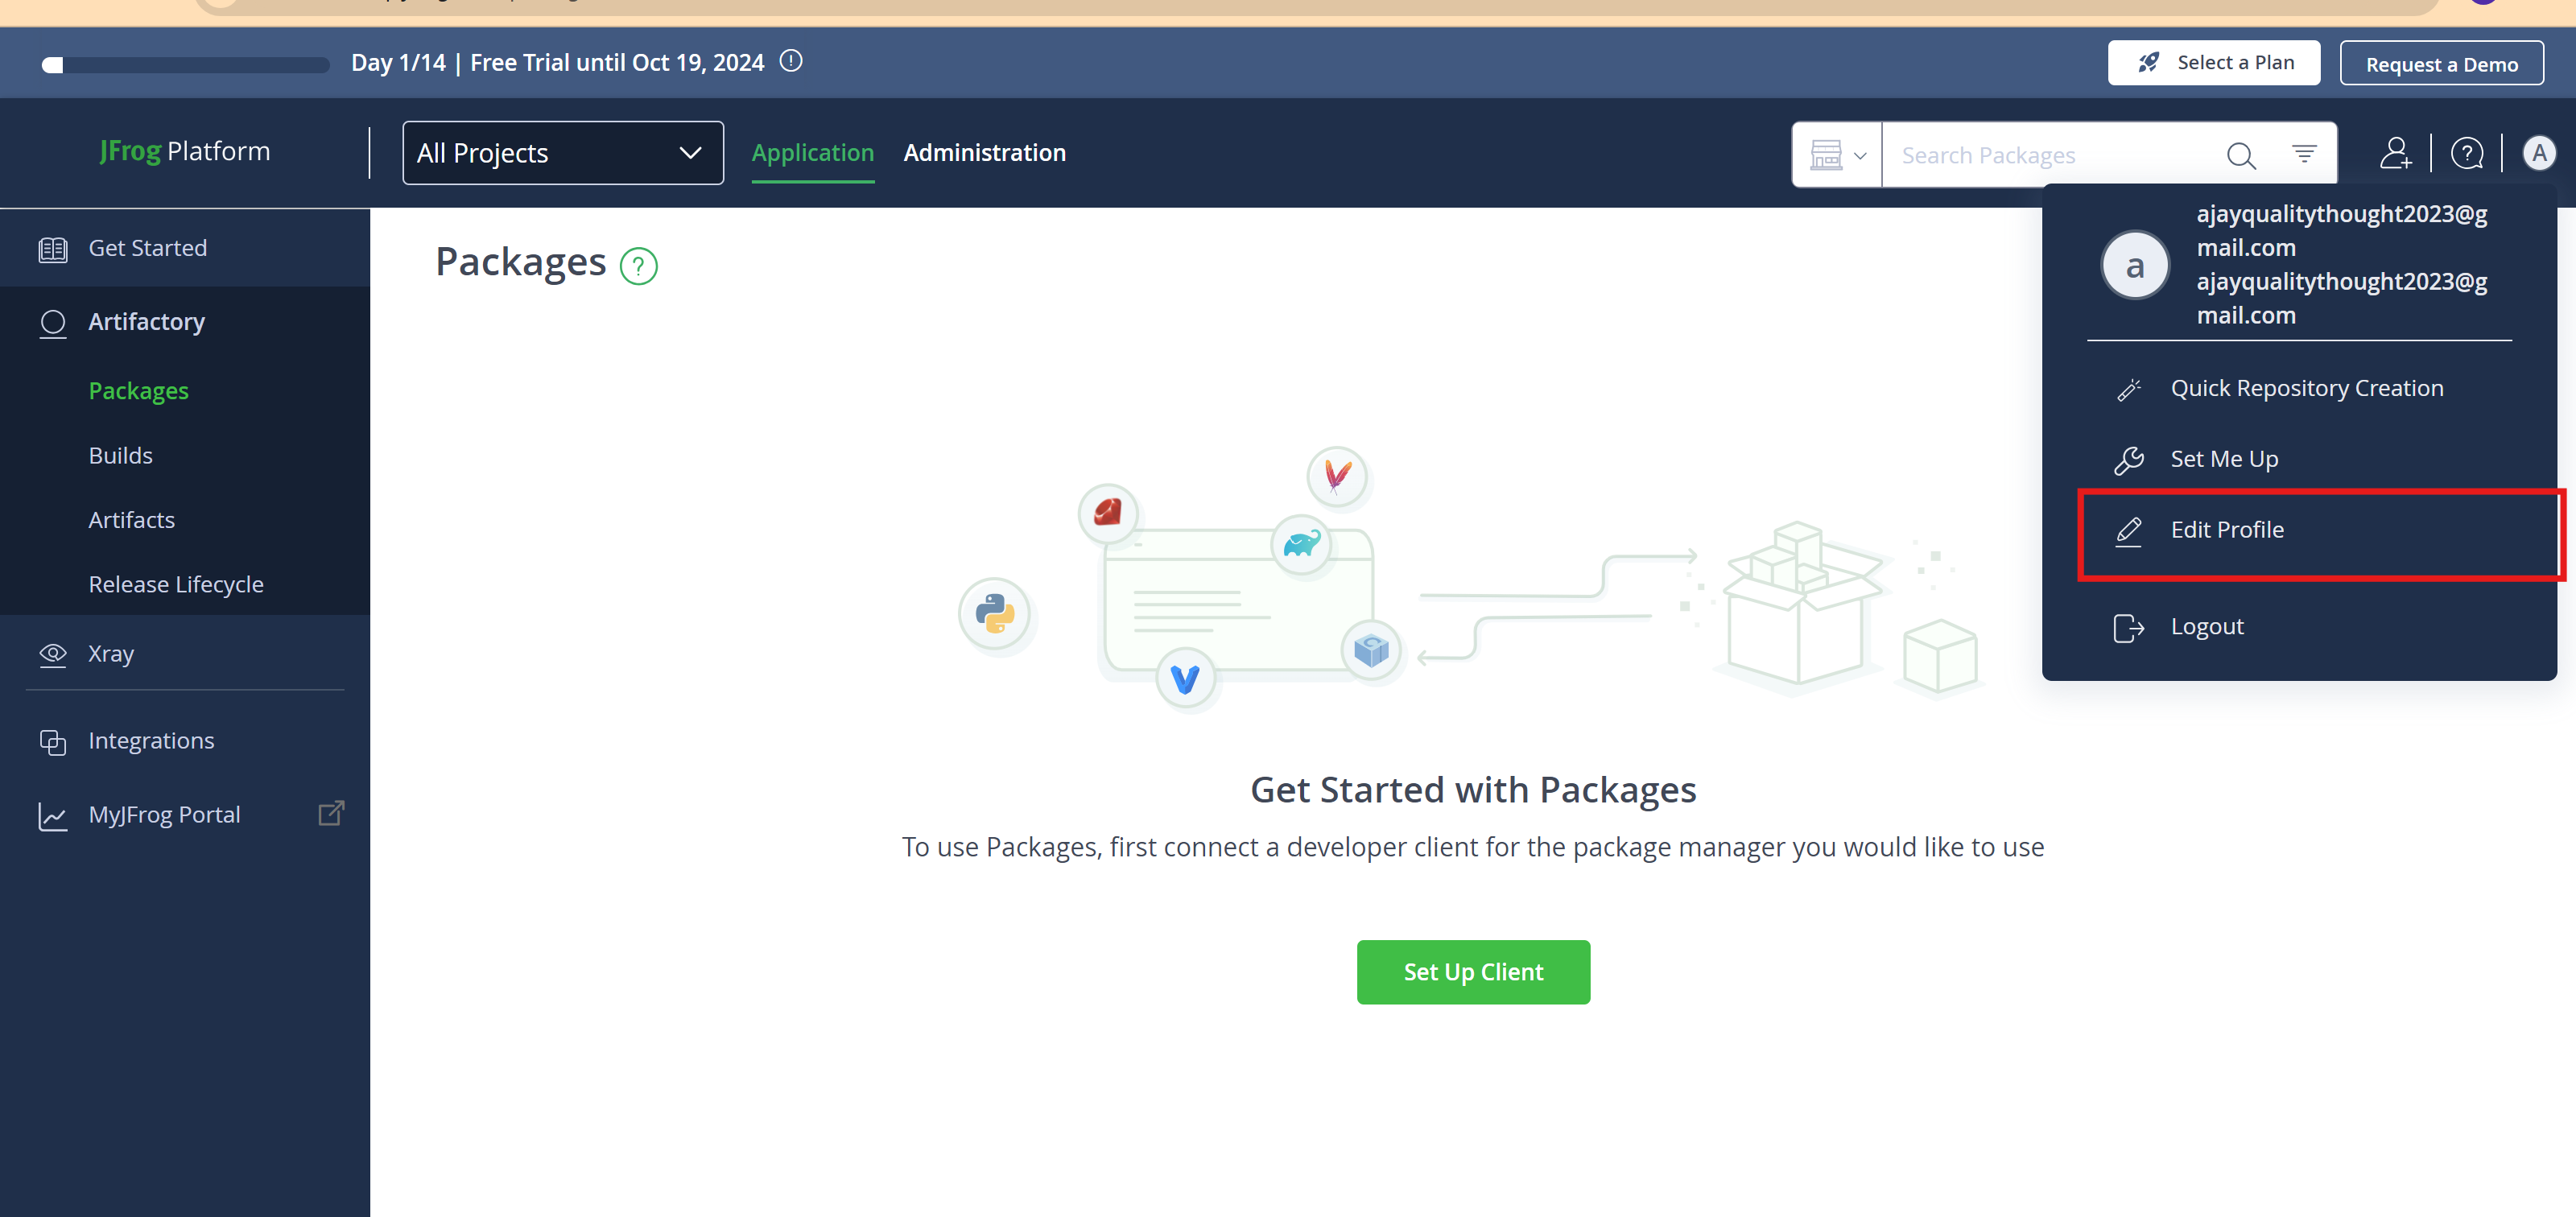 Day 1/14 | Free Trial until Oct 19, 2024
Select a Plan
Request a Demo
JFrog Platform
All Projects
Application
Administration
Search Packages
A
Get Started
Artifactory
Packages
Builds
Artifacts
Release Lifecycle
Xray
Integrations
MyJFrog Portal
Packages ?
a
ajayqualitythought2023@g
mail.com
ajayqualitythought2023@g
mail.com
Quick Repository Creation
Set Me Up
Edit Profile
Logout
Get Started with Packages
To use Packages, first connect a developer client for the package manager you would like to use
Set Up Client